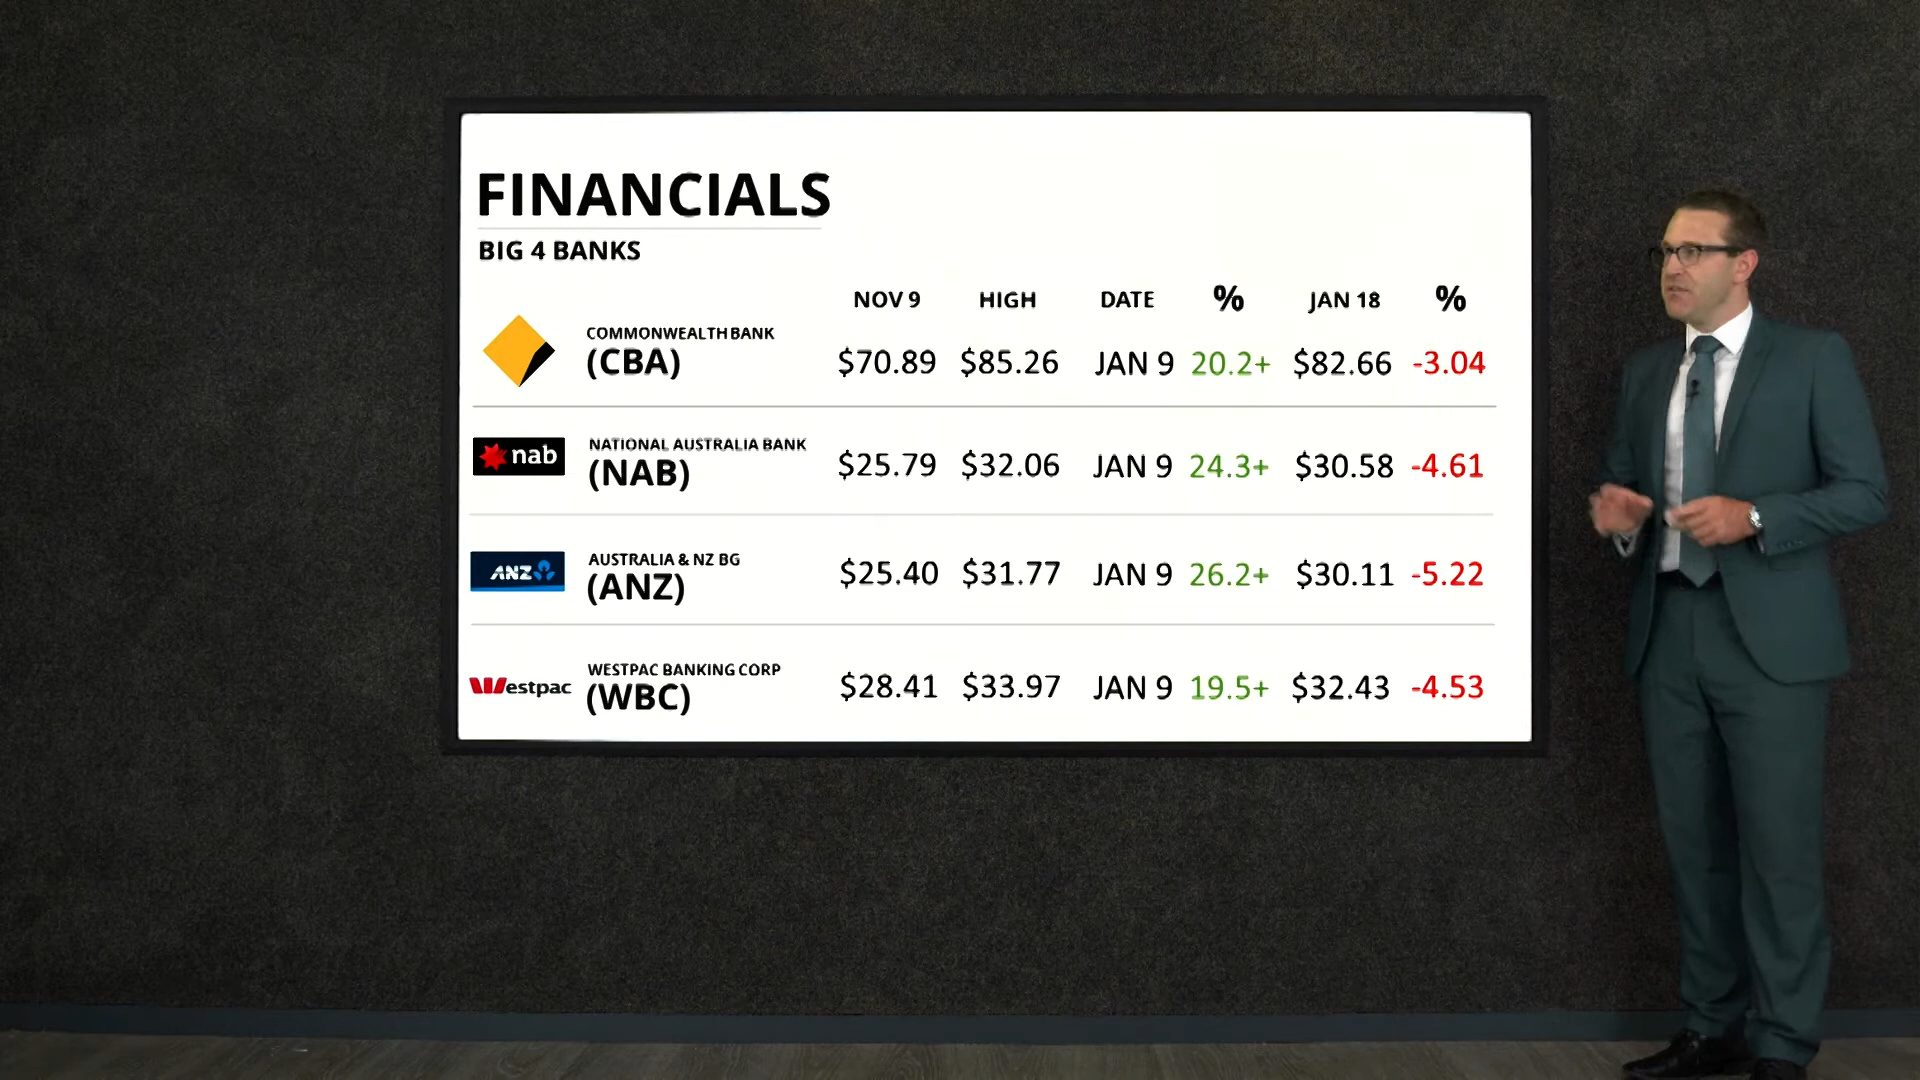 FINANCIALS
BIG 4 BANKS
NOV 9 HIGH DATE % JAN 18 %
COMMONWEALTH BANK
(CBA) $70.89 $85.26 JAN 9 20.2+ $82.66 -3.04
nab NATIONAL AUSTRALIA BANK
(NAB) $25.79 $32.06 JAN 9 24.3+ $30.58 -4.61
ANZ AUSTRALIA & NZ BG
(ANZ) $25.40 $31.77 JAN 9 26.2+ $30.11 -5.22
Westpac WESTPAC BANKING CORP
(WBC) $28.41 $33.97 JAN 9 19.5+ $32.43 -4.53